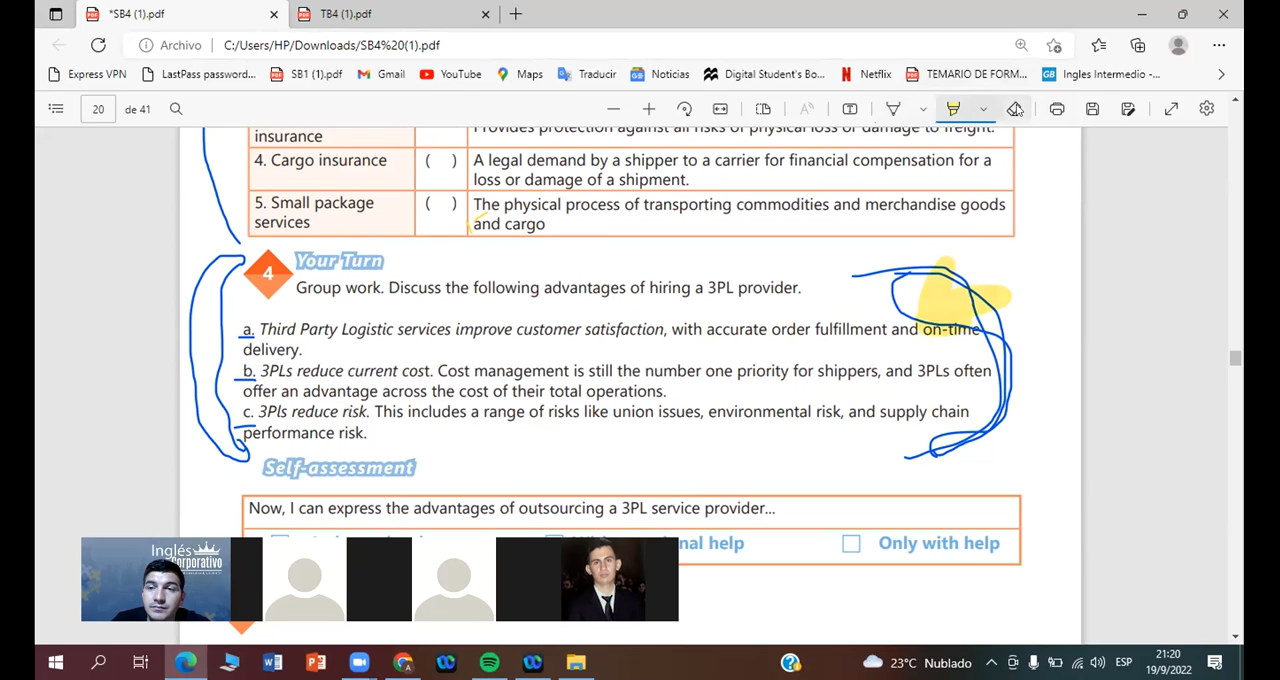 *SB4 (1).pdf
TB4 (1).pdf
Archivo
C:/Users/HP/Downloads/SB4%20(1).pdf
Express VPN
LastPass password...
SB1 (1).pdf
Gmail
YouTube
Maps
Traducir
Noticias
Digital Student's Bo...
Netflix
TEMARIO DE FORM...
Ingles Intermedio -...
20 de 41
insurance
Provides protection against all risks of physical loss or damage to freight.
4. Cargo insurance ( ) A legal demand by a shipper to a carrier for financial compensation for a
loss or damage of a shipment.
5. Small package ( ) The physical process of transporting commodities and merchandise goods
services and cargo
4 Your Turn
Group work. Discuss the following advantages of hiring a 3PL provider.
a. Third Party Logistic services improve customer satisfaction, with accurate order fulfillment and on-time
delivery.
b. 3PLs reduce current cost. Cost management is still the number one priority for shippers, and 3PLs often
offer an advantage across the cost of their total operations.
c. 3Pls reduce risk. This includes a range of risks like union issues, environmental risk, and supply chain
performance risk.
Self-assessment
Now, I can express the advantages of outsourcing a 3PL service provider...
help
Only with help
Inglés
Corporativo
23°C Nublado
ESP
21:20
19/9/2022